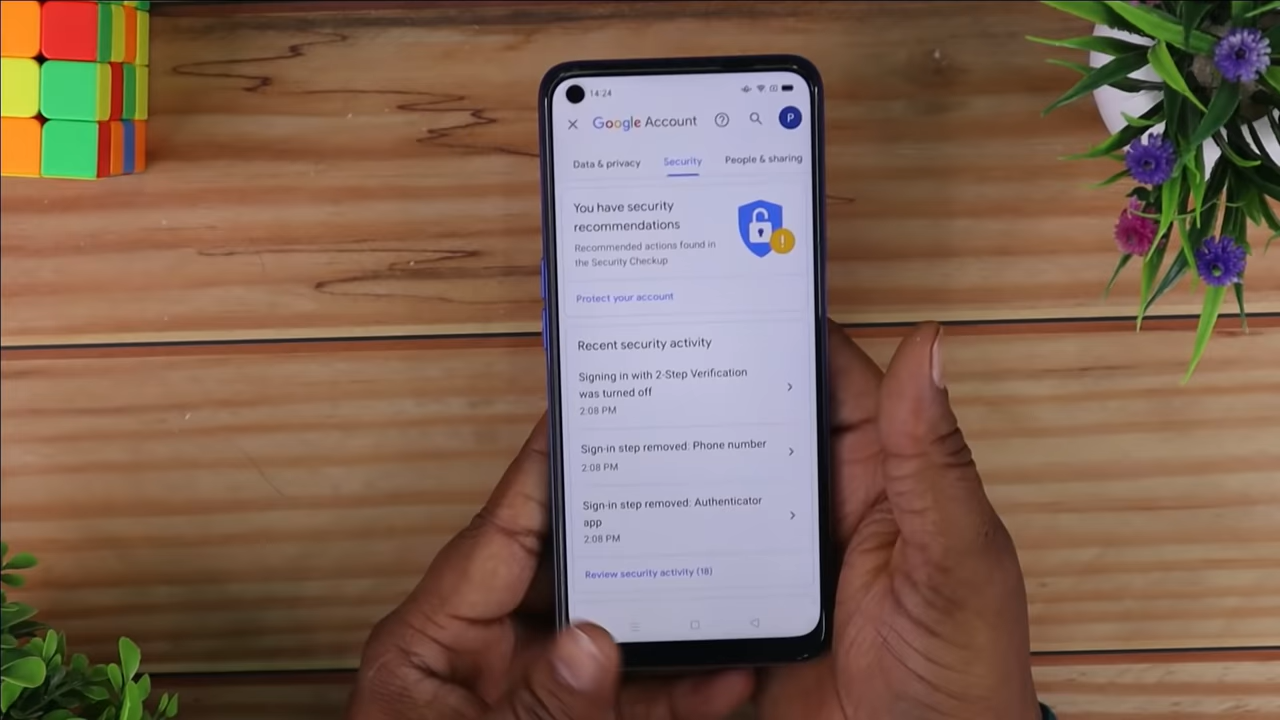 14:24
Google Account
P
Data & privacy Security People & sharing
You have security
recommendations
Recommended actions found in
the Security Checkup
!
Protect your account
Recent security activity
Signing in with 2-Step Verification
was turned off
2:08 PM
Sign-in step removed: Phone number
2:08 PM
Sign-in step removed: Authenticator
app
2:08 PM
Review security activity (18)